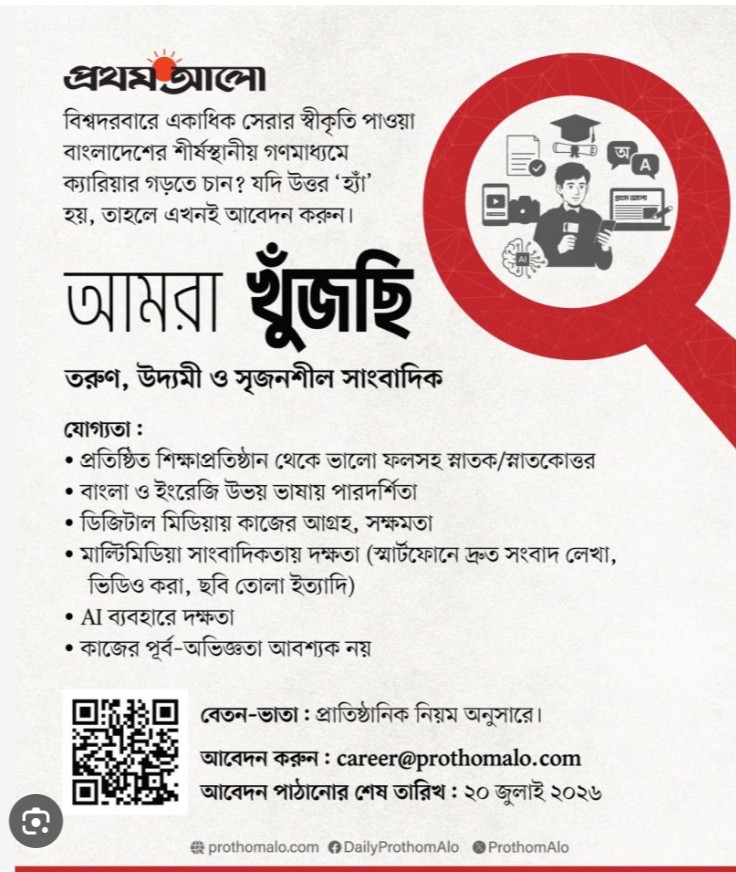 প্রথম আলো
বিশ্বদরবারে একাধিক সেরার স্বীকৃতি পাওয়া
বাংলাদেশের শীর্ষস্থানীয় গণমাধ্যমে
ক্যারিয়ার গড়তে চান? যদি উত্তর ‘হ্যাঁ’
হয়, তাহলে এখনই আবেদন করুন।
অ
A
প্রথম আলো
AI
আমরা খুঁজছি
তরুণ, উদ্যমী ও সৃজনশীল সাংবাদিক
যোগ্যতা :
• প্রতিষ্ঠিত শিক্ষাপ্রতিষ্ঠান থেকে ভালো ফলসহ স্নাতক/স্নাতকোত্তর
• বাংলা ও ইংরেজি উভয় ভাষায় পারদর্শিতা
• ডিজিটাল মিডিয়ায় কাজের আগ্রহ, সক্ষমতা
• মাল্টিমিডিয়া সাংবাদিকতায় দক্ষতা (স্মার্টফোনে দ্রুত সংবাদ লেখা,
ভিডিও করা, ছবি তোলা ইত্যাদি)
• AI ব্যবহারে দক্ষতা
• কাজের পূর্ব-অভিজ্ঞতা আবশ্যক নয়
বেতন-ভাতা : প্রাতিষ্ঠানিক নিয়ম অনুসারে।
আবেদন করুন : career@prothomalo.com
আবেদন পাঠানোর শেষ তারিখ : ২০ জুলাই ২০২৬
prothomalo.com DailyProthomAlo ProthomAlo